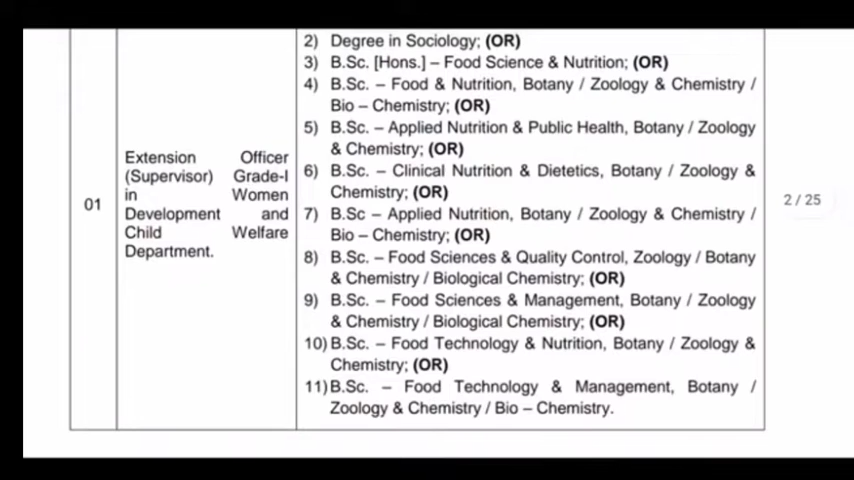 01
Extension Officer
(Supervisor) Grade-I
in Women
Development and
Child Welfare
Department.
2) Degree in Sociology; (OR)
3) B.Sc. [Hons.] – Food Science & Nutrition; (OR)
4) B.Sc. – Food & Nutrition, Botany / Zoology & Chemistry /
Bio – Chemistry; (OR)
5) B.Sc. – Applied Nutrition & Public Health, Botany / Zoology
& Chemistry; (OR)
6) B.Sc. – Clinical Nutrition & Dietetics, Botany / Zoology &
Chemistry; (OR)
7) B.Sc – Applied Nutrition, Botany / Zoology & Chemistry /
Bio – Chemistry; (OR)
8) B.Sc. – Food Sciences & Quality Control, Zoology / Botany
& Chemistry / Biological Chemistry; (OR)
9) B.Sc. – Food Sciences & Management, Botany / Zoology
& Chemistry / Biological Chemistry; (OR)
10) B.Sc. – Food Technology & Nutrition, Botany / Zoology &
Chemistry; (OR)
11) B.Sc. – Food Technology & Management, Botany /
Zoology & Chemistry / Bio – Chemistry.
2 / 25